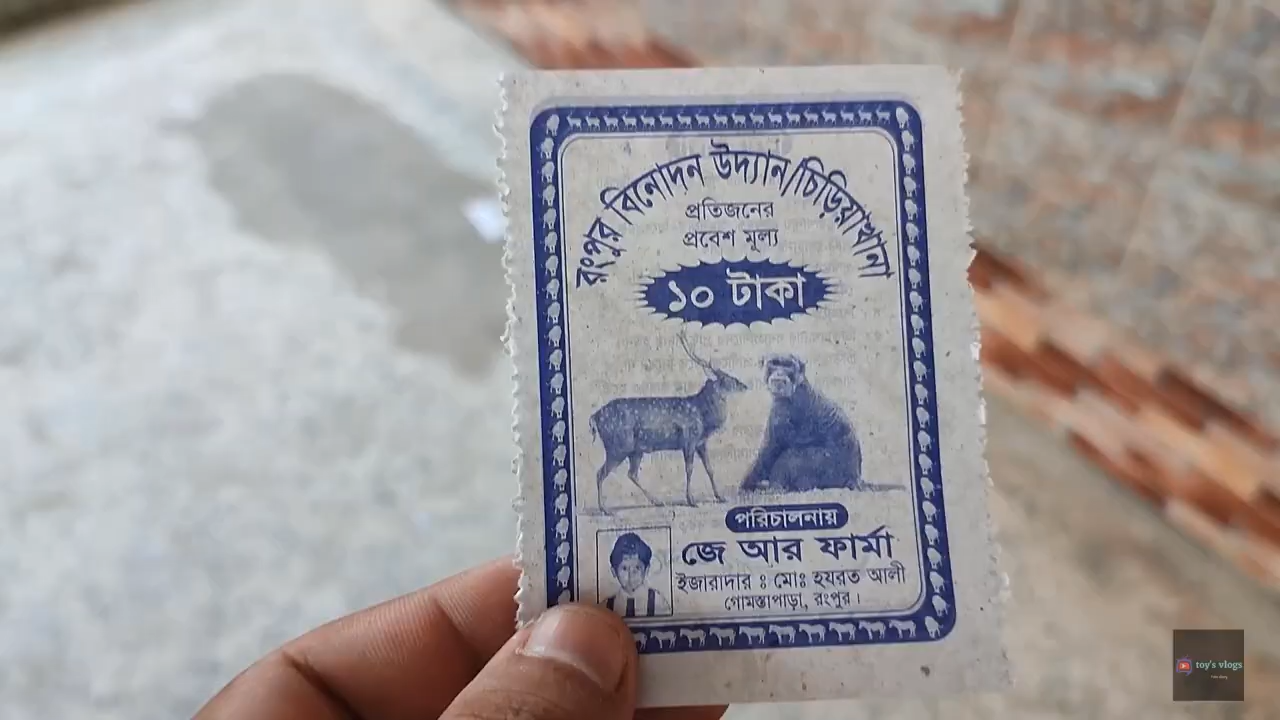 রংপুর বিনোদন উদ্যান/চিড়িয়াখানা
প্রতিজনের
প্রবেশ মূল্য
১০ টাকা
পরিচালনায়
জে আর ফার্মা
ইজারাদার ঃ মোঃ হযরত আলী
গোমস্তাপাড়া, রংপুর।
toy's vlogs